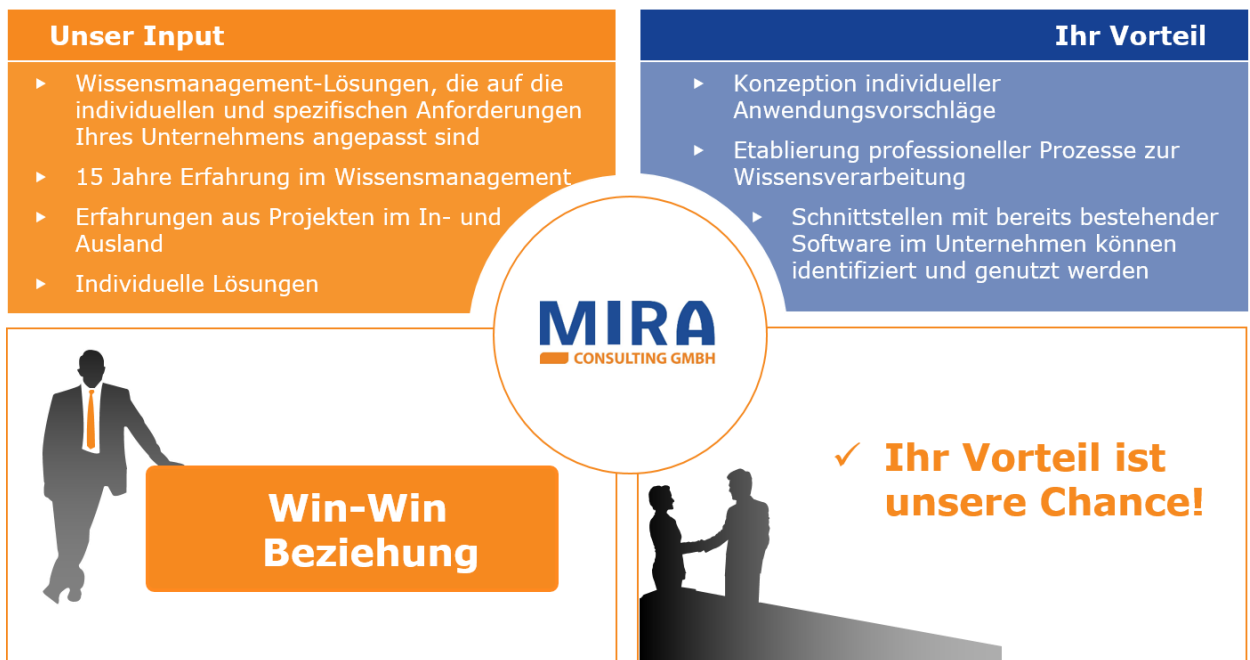 Unser Input
Wissensmanagement-Lösungen, die auf die
individuellen und spezifischen Anforderungen
Ihres Unternehmens angepasst sind
15 Jahre Erfahrung im Wissensmanagement
Erfahrungen aus Projekten im In- und
Ausland
Individuelle Lösungen
Ihr Vorteil
Konzeption individueller
Anwendungsvorschläge
Etablierung professioneller Prozesse zur
Wissensverarbeitung
Schnittstellen mit bereits bestehender
Software im Unternehmen können
identifiziert und genutzt werden
MIRA
CONSULTING GMBH
Win-Win
Beziehung
Ihr Vorteil ist
unsere Chance!